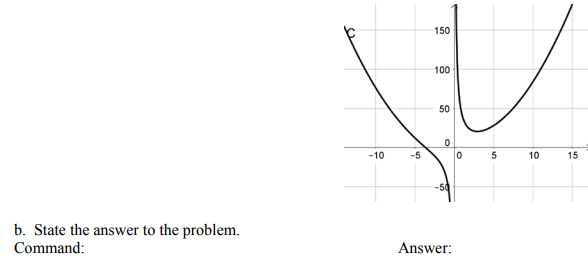 C
150
100
50
0
-10 -5 0 5 10 15
-50
b. State the answer to the problem.
Command: Answer: